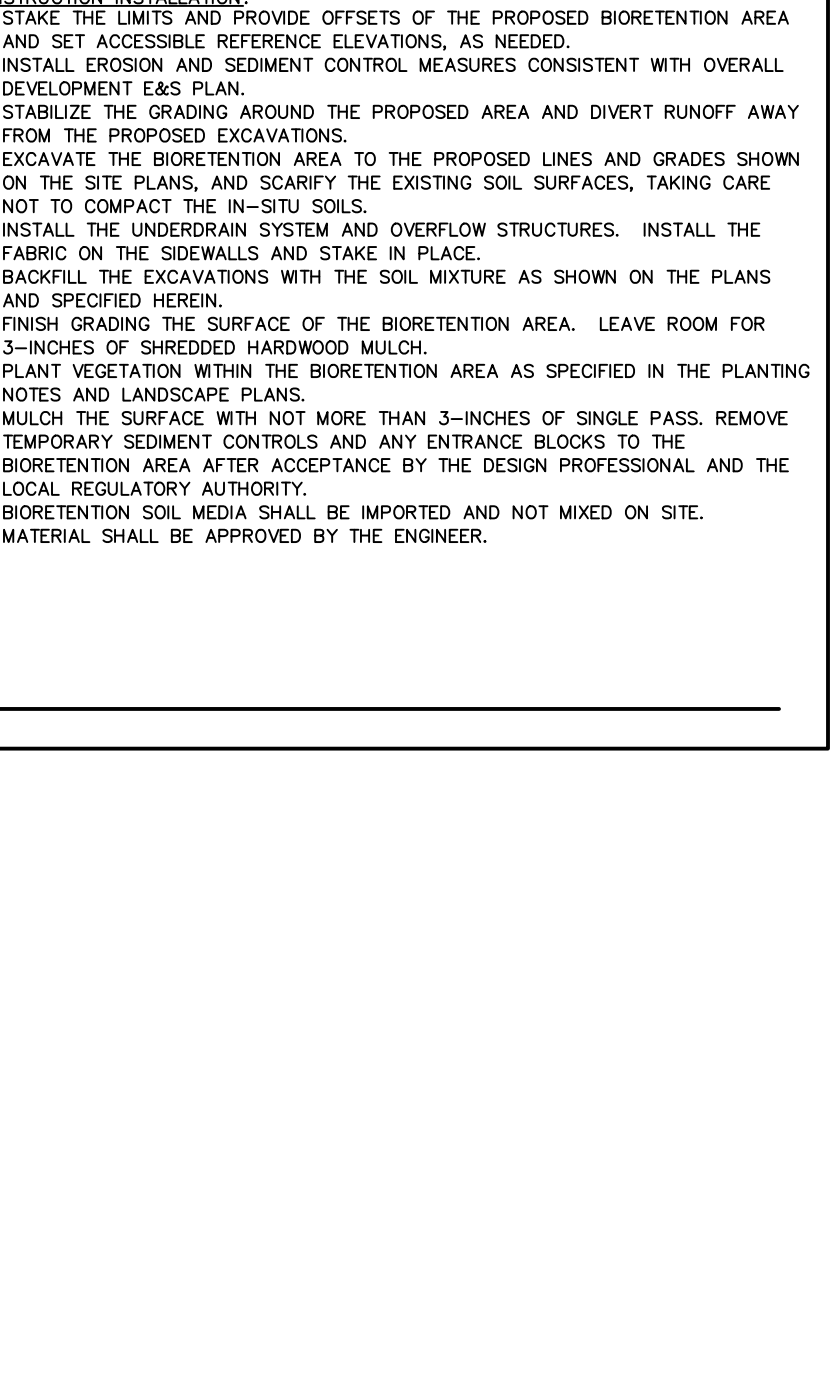 INSTALLATION:
STAKE THE LIMITS AND PROVIDE OFFSETS OF THE PROPOSED BIORETENTION AREA
AND SET ACCESSIBLE REFERENCE ELEVATIONS, AS NEEDED.
INSTALL EROSION AND SEDIMENT CONTROL MEASURES CONSISTENT WITH OVERALL
DEVELOPMENT E&S PLAN.
STABILIZE THE GRADING AROUND THE PROPOSED AREA AND DIVERT RUNOFF AWAY
FROM THE PROPOSED EXCAVATIONS.
EXCAVATE THE BIORETENTION AREA TO THE PROPOSED LINES AND GRADES SHOWN
ON THE SITE PLANS, AND SCARIFY THE EXISTING SOIL SURFACES, TAKING CARE
NOT TO COMPACT THE IN-SITU SOILS.
INSTALL THE UNDERDRAIN SYSTEM AND OVERFLOW STRUCTURES. INSTALL THE
FABRIC ON THE SIDEWALLS AND STAKE IN PLACE.
BACKFILL THE EXCAVATIONS WITH THE SOIL MIXTURE AS SHOWN ON THE PLANS
AND SPECIFIED HEREIN.
FINISH GRADING THE SURFACE OF THE BIORETENTION AREA. LEAVE ROOM FOR
3-INCHES OF SHREDDED HARDWOOD MULCH.
PLANT VEGETATION WITHIN THE BIORETENTION AREA AS SPECIFIED IN THE PLANTING
NOTES AND LANDSCAPE PLANS.
MULCH THE SURFACE WITH NOT MORE THAN 3-INCHES OF SINGLE PASS. REMOVE
TEMPORARY SEDIMENT CONTROLS AND ANY ENTRANCE BLOCKS TO THE
BIORETENTION AREA AFTER ACCEPTANCE BY THE DESIGN PROFESSIONAL AND THE
LOCAL REGULATORY AUTHORITY.
BIORETENTION SOIL MEDIA SHALL BE IMPORTED AND NOT MIXED ON SITE.
MATERIAL SHALL BE APPROVED BY THE ENGINEER.